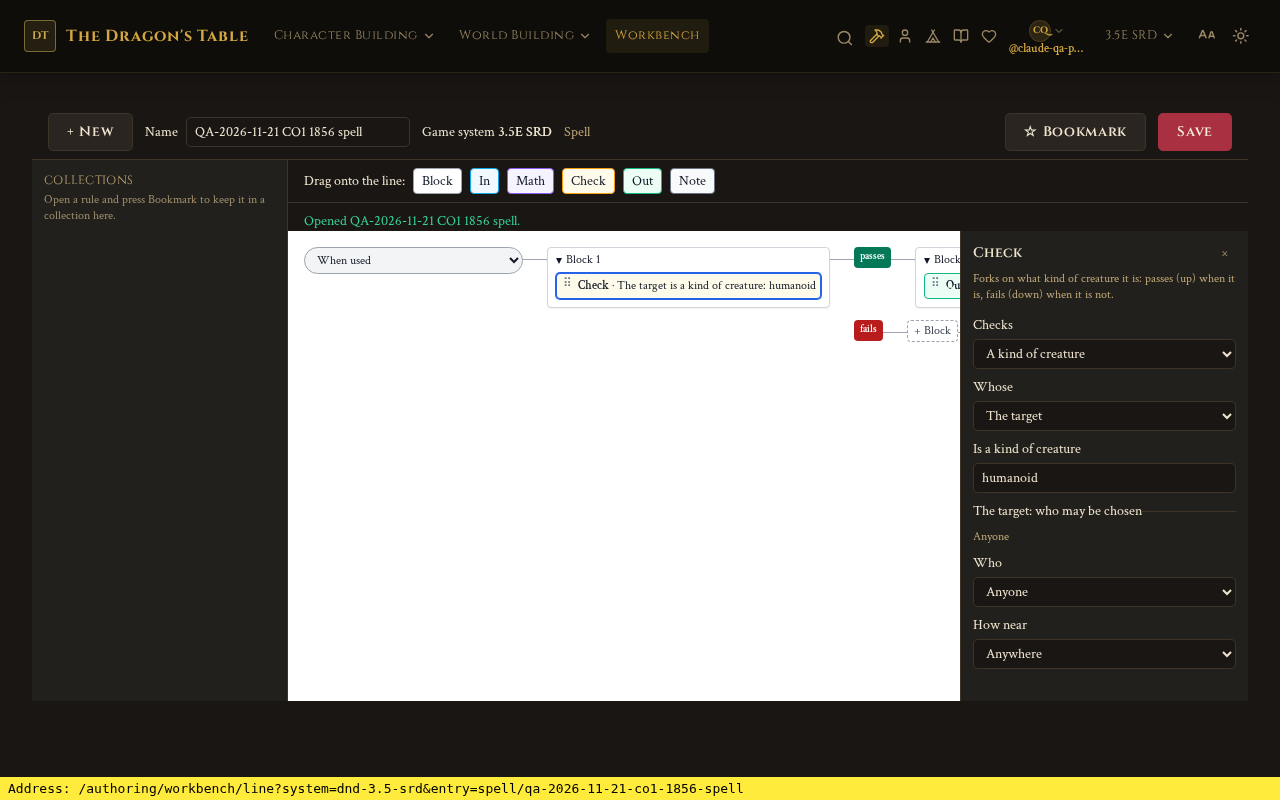 DT The Dragon's Table Character Building World Building Workbench CQ @claude-qa-p... 3.5E SRD AA
+ New Name QA-2026-11-21 CO1 1856 spell Game system 3.5E SRD Spell ☆ Bookmark Save
Collections
Open a rule and press Bookmark to keep it in a
collection here.
Drag onto the line: Block In Math Check Out Note
Opened QA-2026-11-21 CO1 1856 spell.
When used
▾ Block 1
Check · The target is a kind of creature: humanoid
passes
▾ Block
fails
+ Block
Check ×
Forks on what kind of creature it is: passes (up) when it
is, fails (down) when it is not.
Checks
A kind of creature
Whose
The target
Is a kind of creature
humanoid
The target: who may be chosen
Anyone
Who
Anyone
How near
Anywhere
Address: /authoring/workbench/line?system=dnd-3.5-srd&entry=spell/qa-2026-11-21-co1-1856-spell